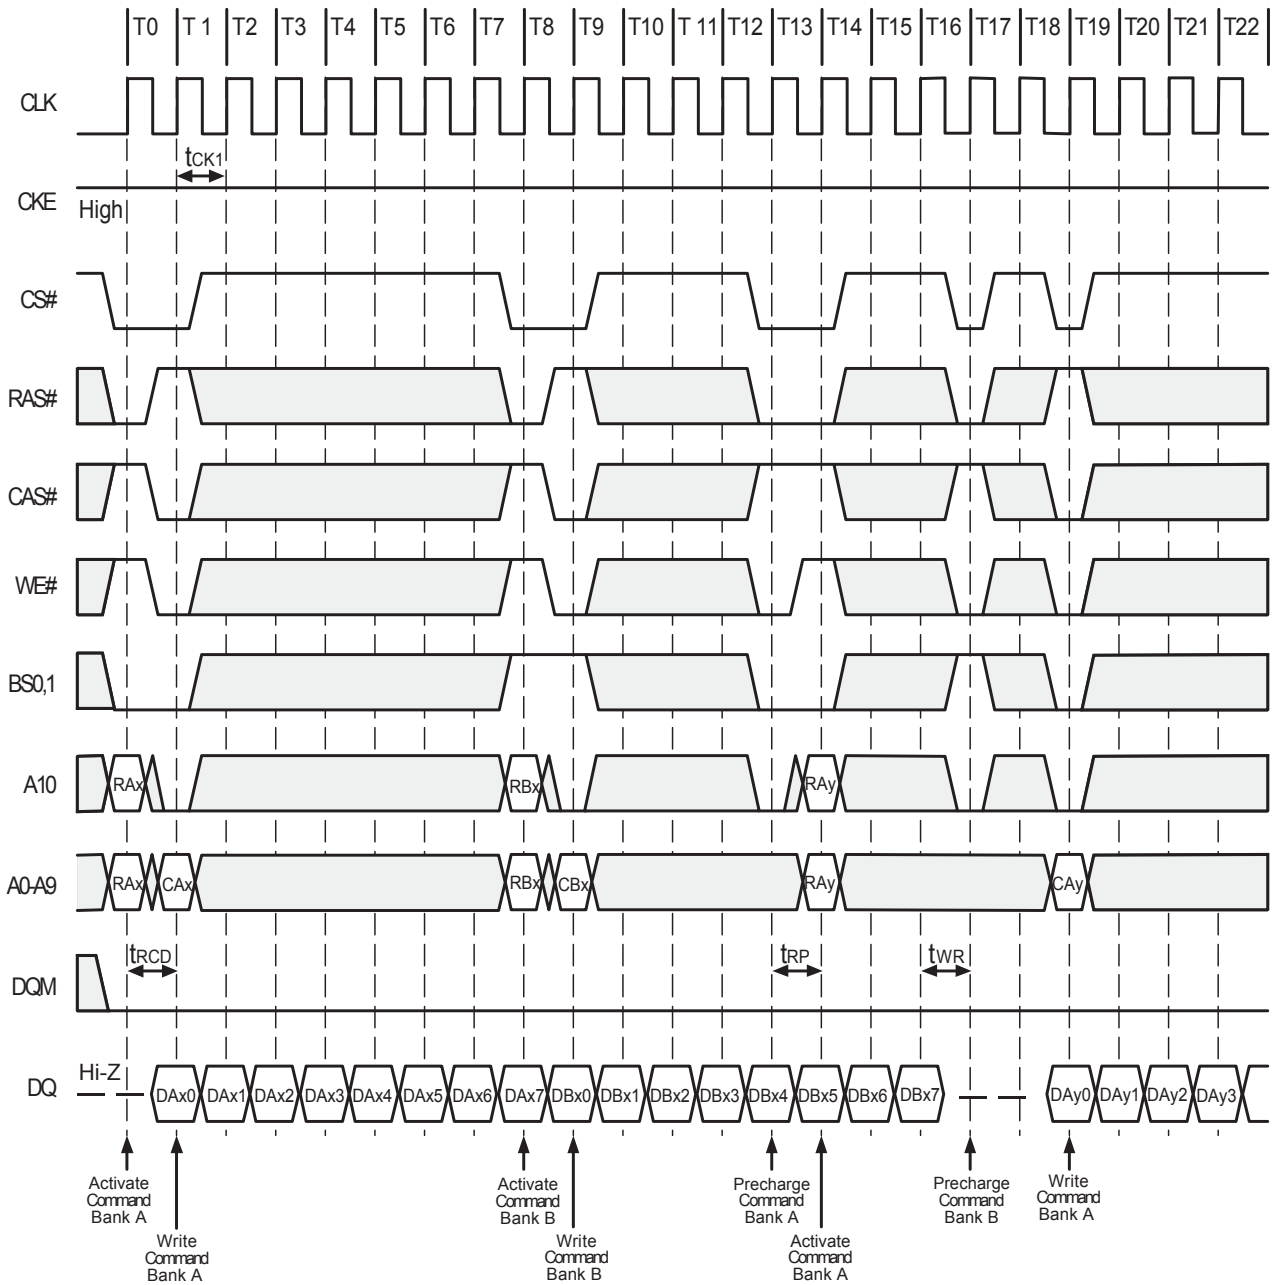 T0 T 1 T2 T3 T4 T5 T6 T7 T8 T9 T10 T 11 T12 T13 T14 T15 T16 T17 T18 T19 T20 T21 T22
CLK
tCK1
CKE
High
CS#
RAS#
CAS#
WE#
BS0,1
A10 RAx RBx RAy
A0-A9 RAx CAx RBx CBx RAy CAy
tRCD tRP tWR
DQM
Hi-Z
DQ DAx0 DAx1 DAx2 DAx3 DAx4 DAx5 DAx6 DAx7 DBx0 DBx1 DBx2 DBx3 DBx4 DBx5 DBx6 DBx7 DAy0 DAy1 DAy2 DAy3
Activate
Command
Bank A
Write
Command
Bank A
Activate
Command
Bank B
Write
Command
Bank B
Precharge
Command
Bank A
Activate
Command
Bank A
Precharge
Command
Bank B
Write
Command
Bank A